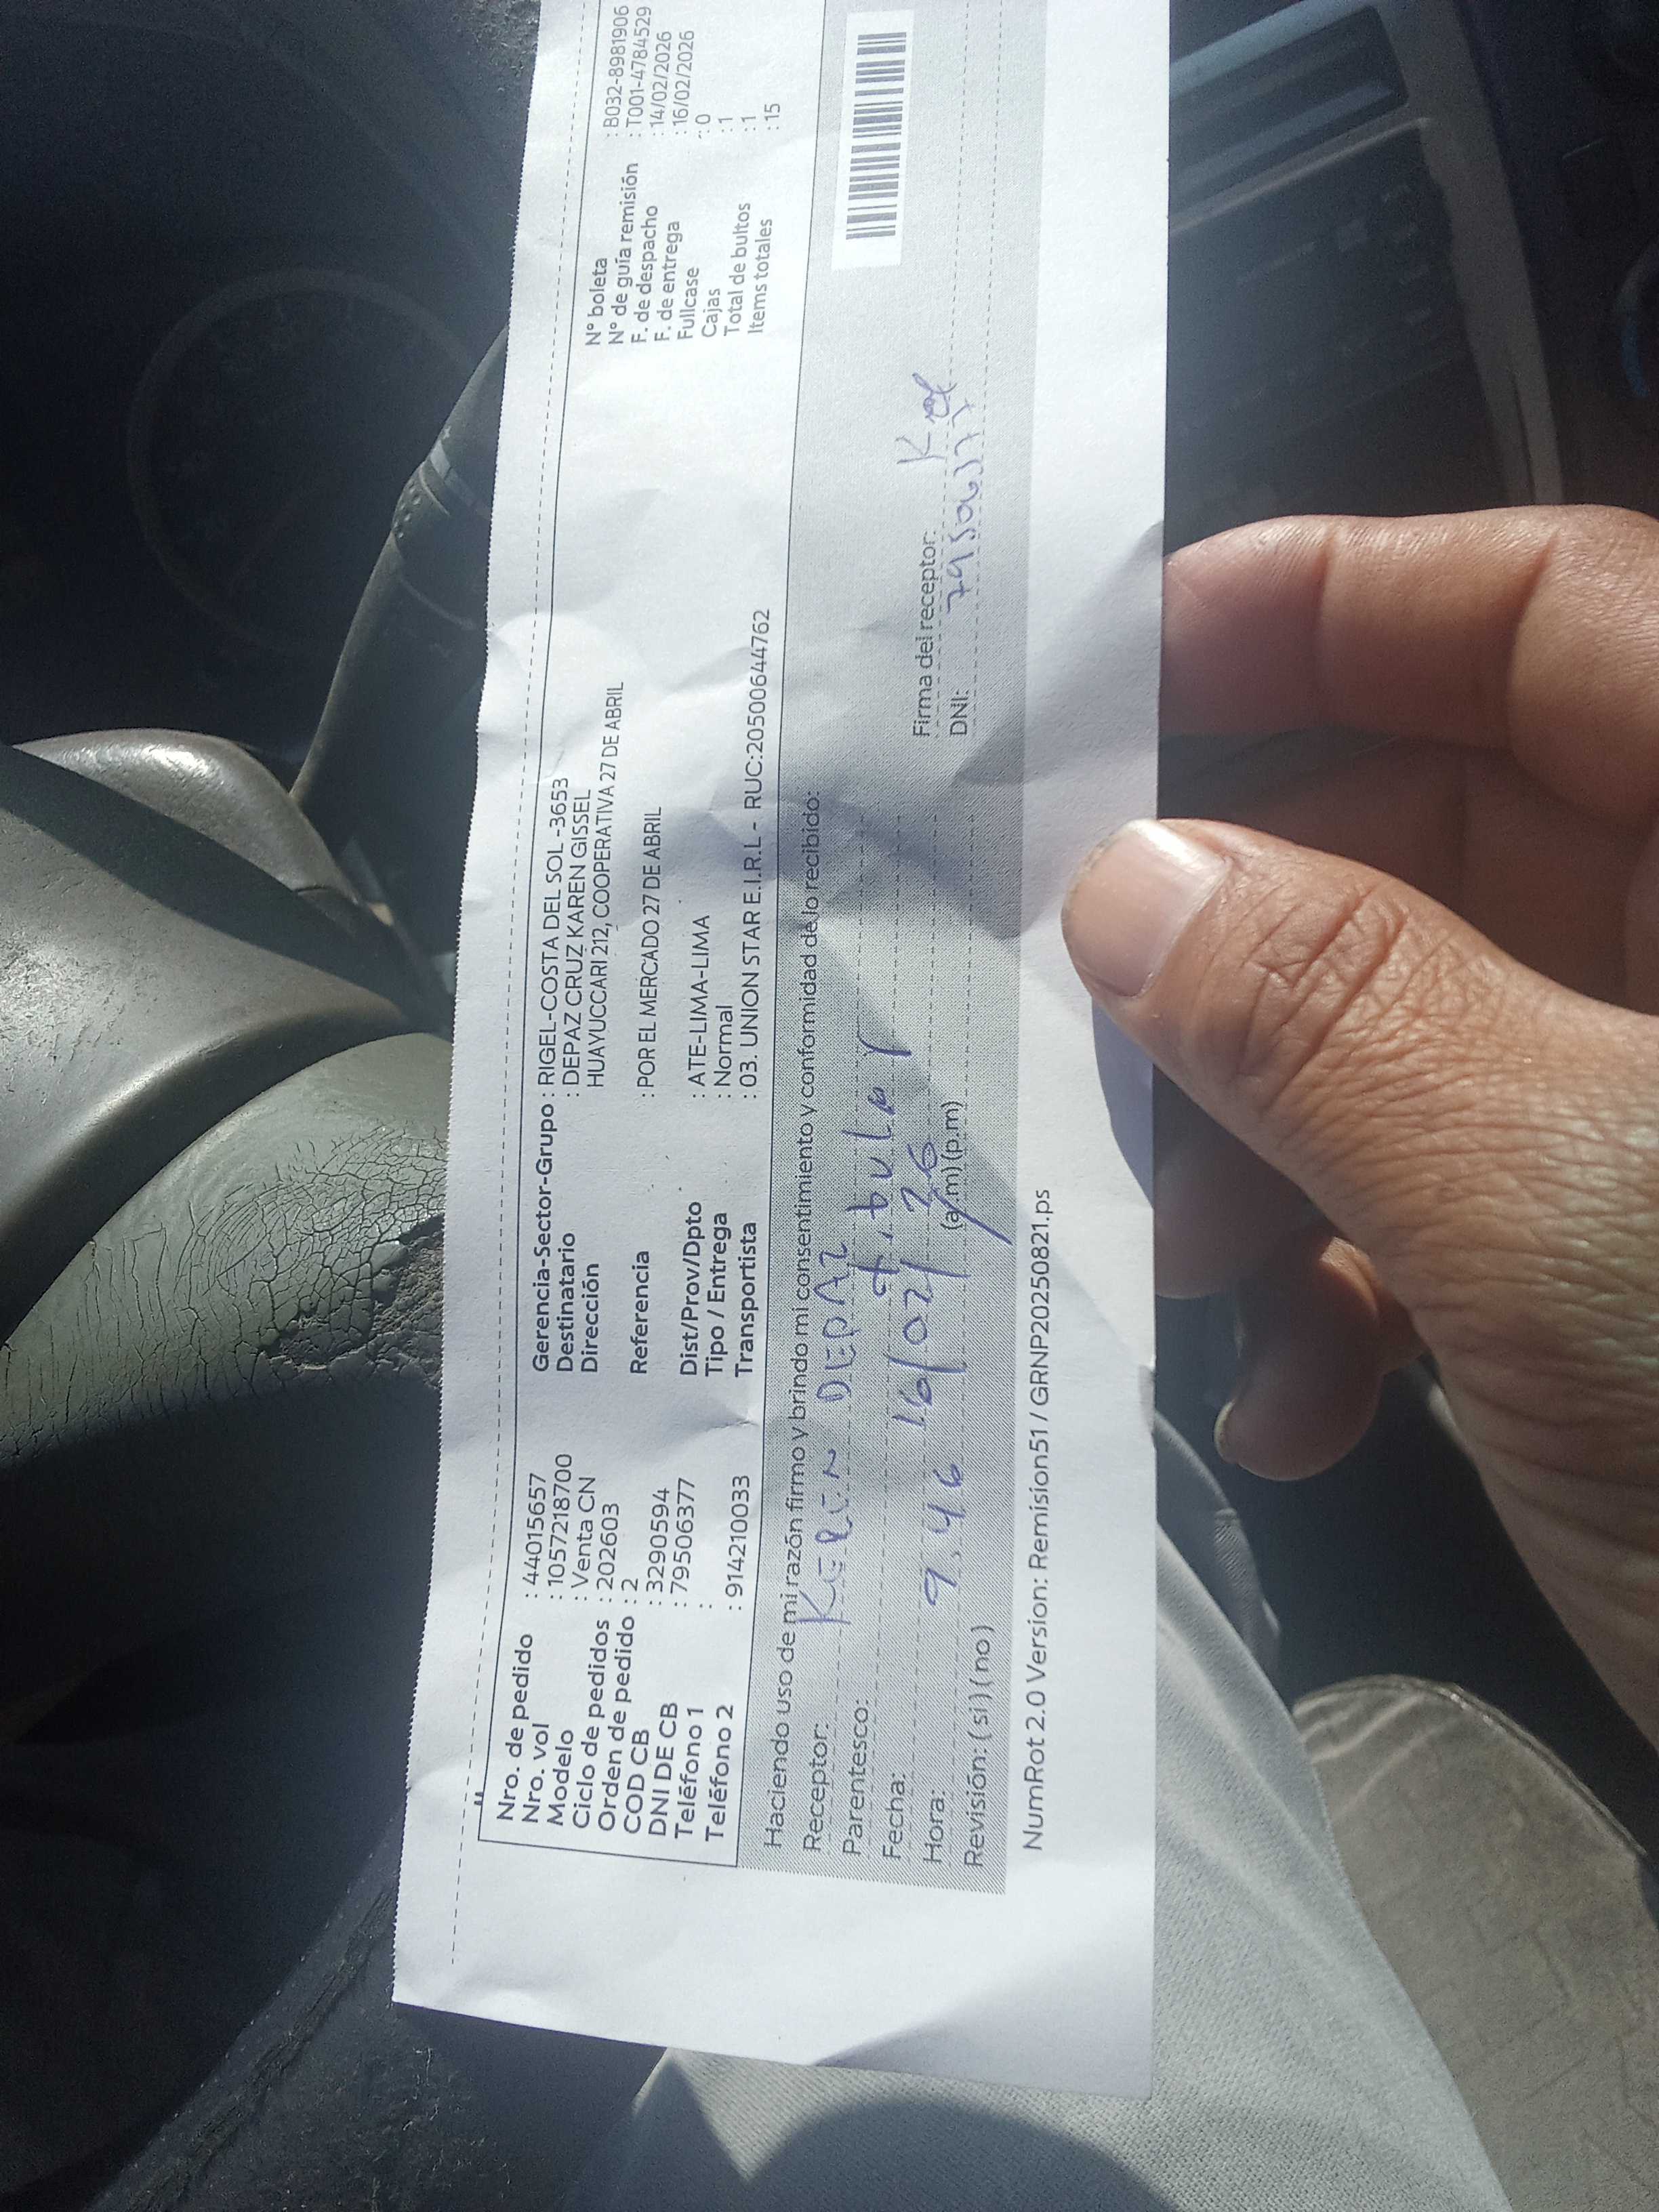 Nro. de pedido : 44015657
Nro. vol : 1057218700
Modelo : Venta CN
Ciclo de pedidos : 202603
Orden de pedido : 2
COD CB : 3290594
DNI DE CB : 79506377
Teléfono 1 :
Teléfono 2 : 914210033
Gerencia-Sector-Grupo : RIGEL-COSTA DEL SOL -3653
Destinatario : DEPAZ CRUZ KAREN GISSEL
Dirección HUAYUCCARI 212, COOPERATIVA 27 DE ABRIL
Referencia : POR EL MERCADO 27 DE ABRIL
Dist/Prov/Dpto : ATE-LIMA-LIMA
Tipo / Entrega : Normal
Transportista : 03. UNION STAR E.I.R.L - RUC:20500644762
N° boleta : B032-8981906
N° de guía remisión : T001-4784529
F. de despacho : 14/02/2026
F. de entrega : 16/02/2026
Fullcase : 0
Cajas : 1
Total de bultos : 1
Items totales : 15
Haciendo uso de mi razón firmo y brindo mi consentimiento y conformidad de lo recibido:
Receptor: Karen DEPAZ
Parentesco: titular
Fecha: 16/02/26
Hora: 9.46 (a.m)(p.m)
Revisión: (si)(no)
Firma del receptor:
DNI: 79506377
NumRot 2.0 Version: Remision51 / GRNP20250821.ps